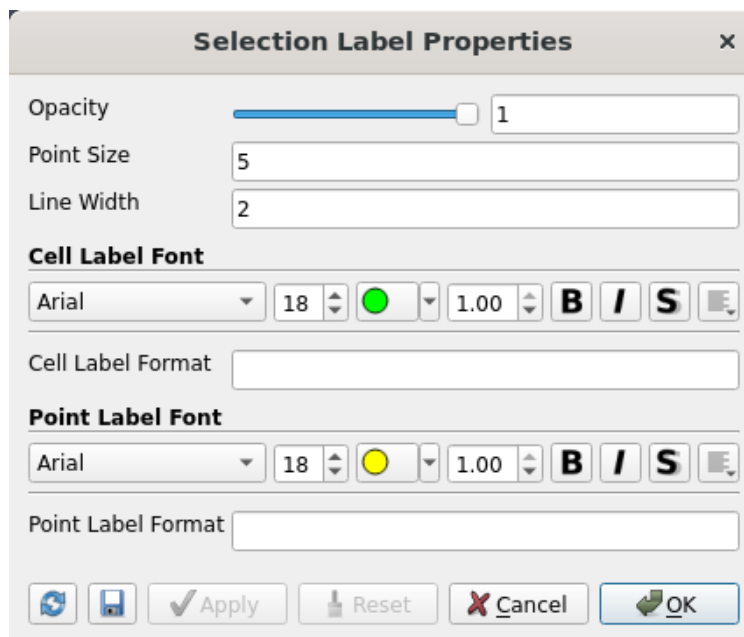 Selection Label Properties
Opacity 1
Point Size 5
Line Width 2
Cell Label Font
Arial 18 1.00 B I S
Cell Label Format
Point Label Font
Arial 18 1.00 B I S
Point Label Format
Apply Reset Cancel OK